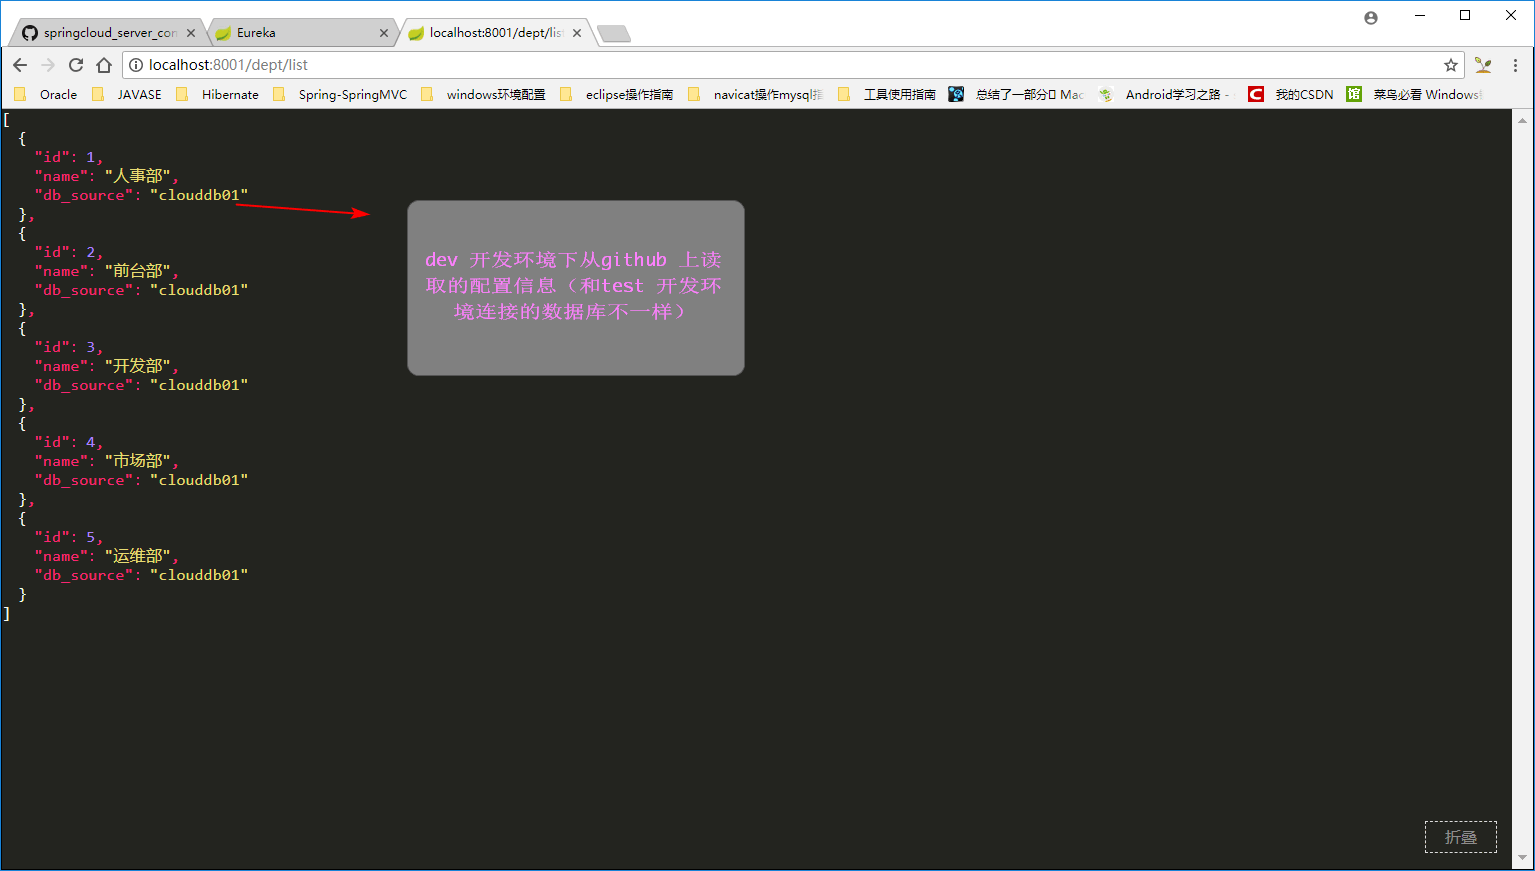 springcloud_server_con
Eureka
localhost:8001/dept/list
localhost:8001/dept/list
Oracle
JAVASE
Hibernate
Spring-SpringMVC
windows环境配置
eclipse操作指南
navicat操作mysql指
工具使用指南
总结了一部分 Mac
Android学习之路 -
我的CSDN
馆
菜鸟必看 Windows
[
{
"id": 1,
"name": "人事部",
"db_source": "clouddb01"
},
{
"id": 2,
"name": "前台部",
"db_source": "clouddb01"
},
{
"id": 3,
"name": "开发部",
"db_source": "clouddb01"
},
{
"id": 4,
"name": "市场部",
"db_source": "clouddb01"
},
{
"id": 5,
"name": "运维部",
"db_source": "clouddb01"
}
]
dev 开发环境下从github 上读
取的配置信息（和test 开发环
境连接的数据库不一样）
折叠